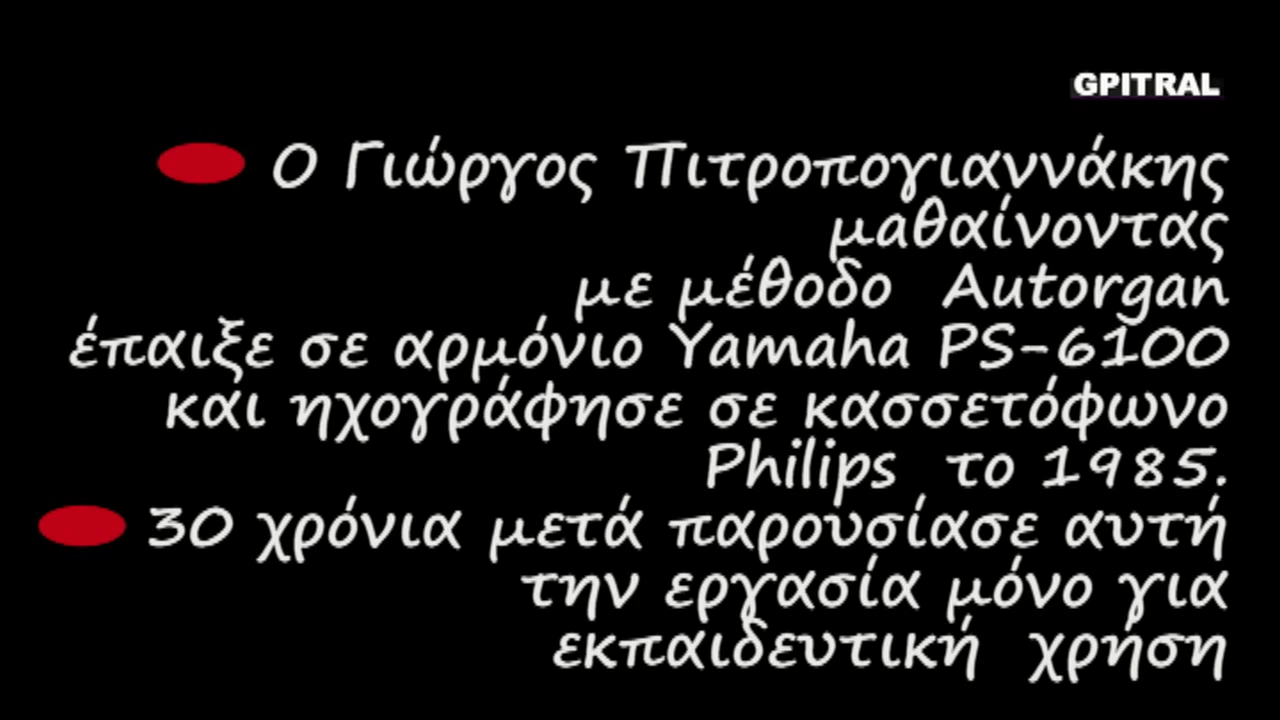 GPITRAL
Ο Γιώργος Πιτροπογιαννάκης
μαθαίνοντας
με μέθοδο Autorgan
έπαιξε σε αρμόνιο Yamaha PS-6100
και ηχογράφησε σε κασσετόφωνο
Philips το 1985.
30 χρόνια μετά παρουσίασε αυτή
την εργασία μόνο για
εκπαιδευτική χρήση